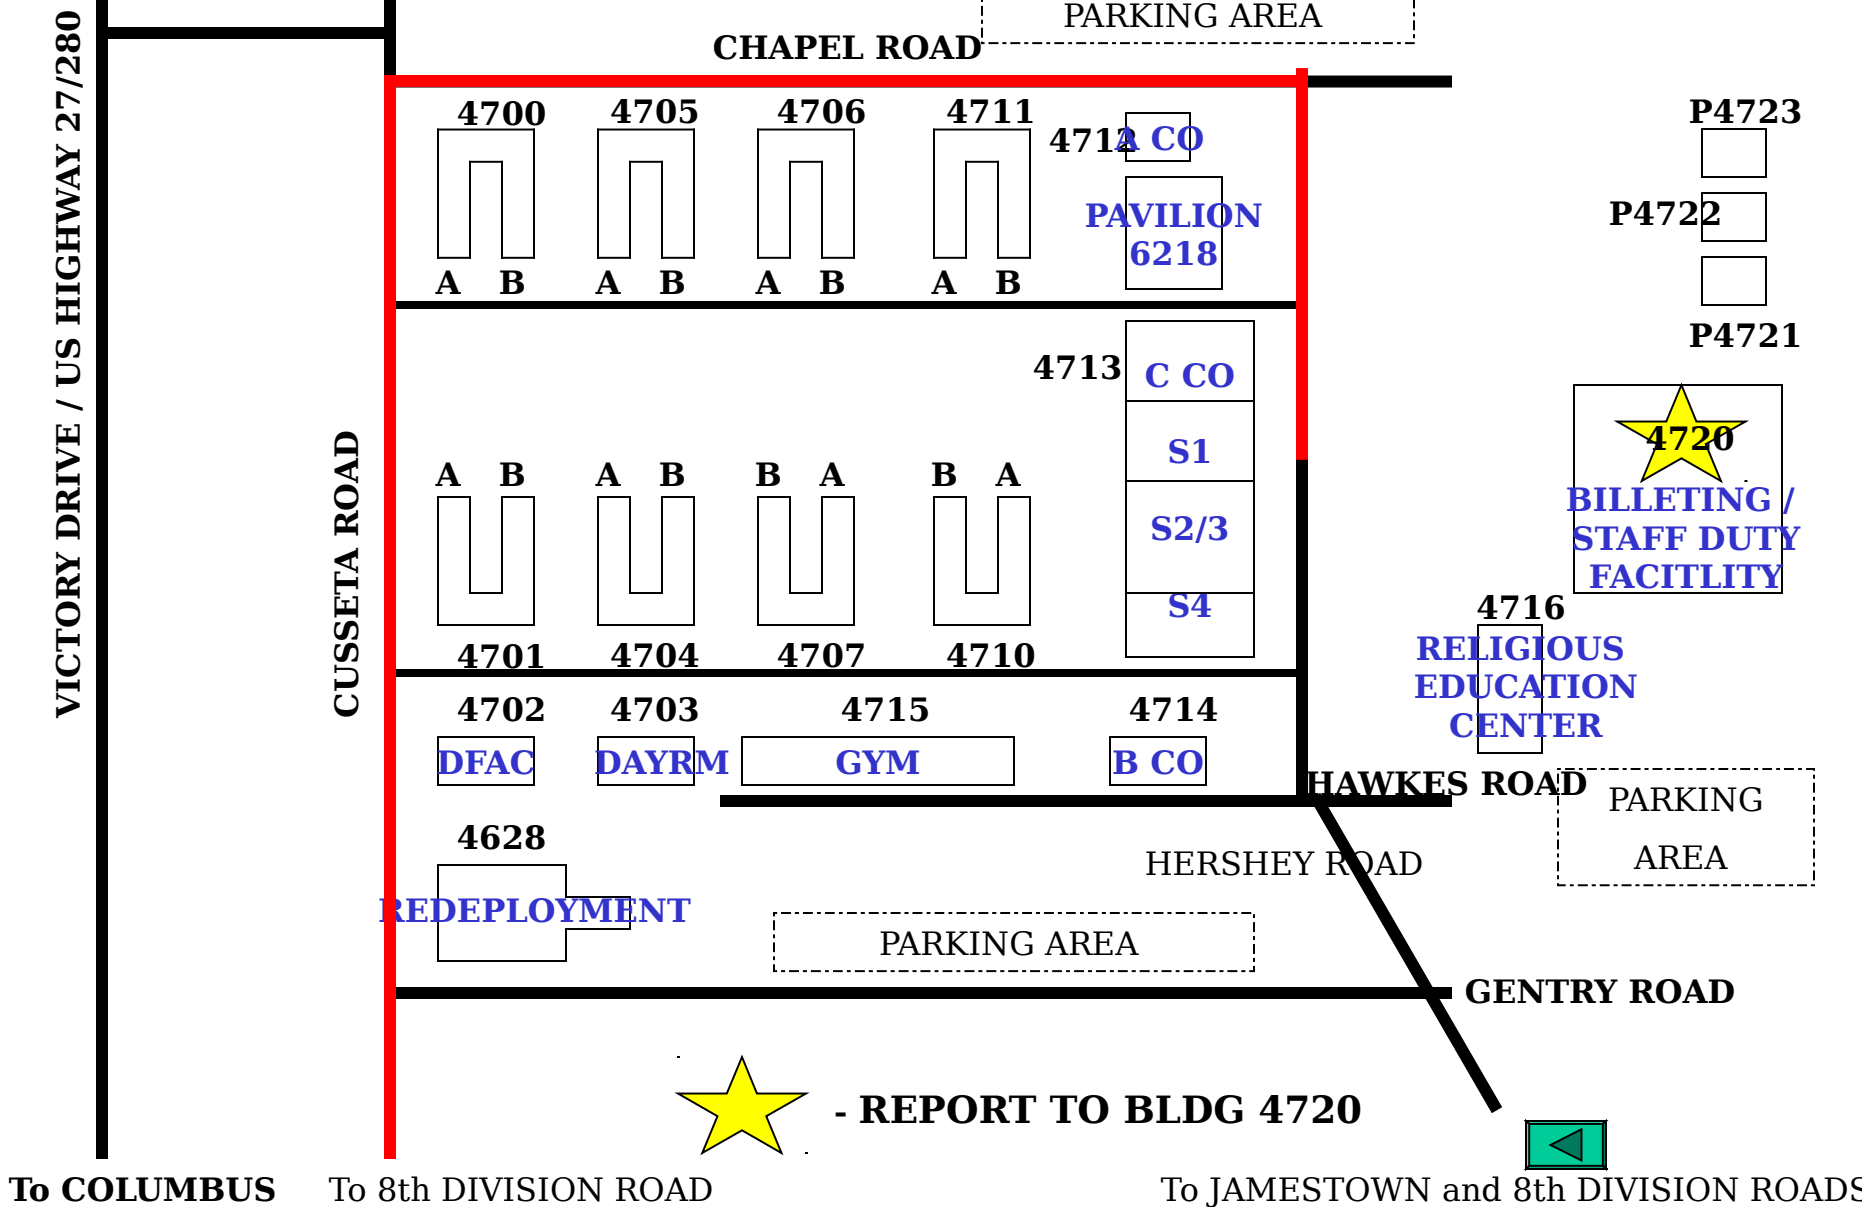 PARKING AREA
CHAPEL ROAD
VICTORY DRIVE / US HIGHWAY 27/280
CUSSETA ROAD
4700
4705
4706
4711
4712
A CO
P4723
PAVILION
6218
P4722
A B
A B
A B
A B
P4721
4713
C CO
S1
S2/3
S4
4720
BILLETING /
STAFF DUTY
FACITLITY
A B
A B
B A
B A
4701
4704
4707
4710
4716
RELIGIOUS
EDUCATION
CENTER
4702
4703
4715
4714
DFAC
DAYRM
GYM
B CO
HAWKES ROAD
PARKING
AREA
4628
REDEPLOYMENT
HERSHEY ROAD
PARKING AREA
GENTRY ROAD
- REPORT TO BLDG 4720
To COLUMBUS
To 8th DIVISION ROAD
To JAMESTOWN and 8th DIVISION ROADS